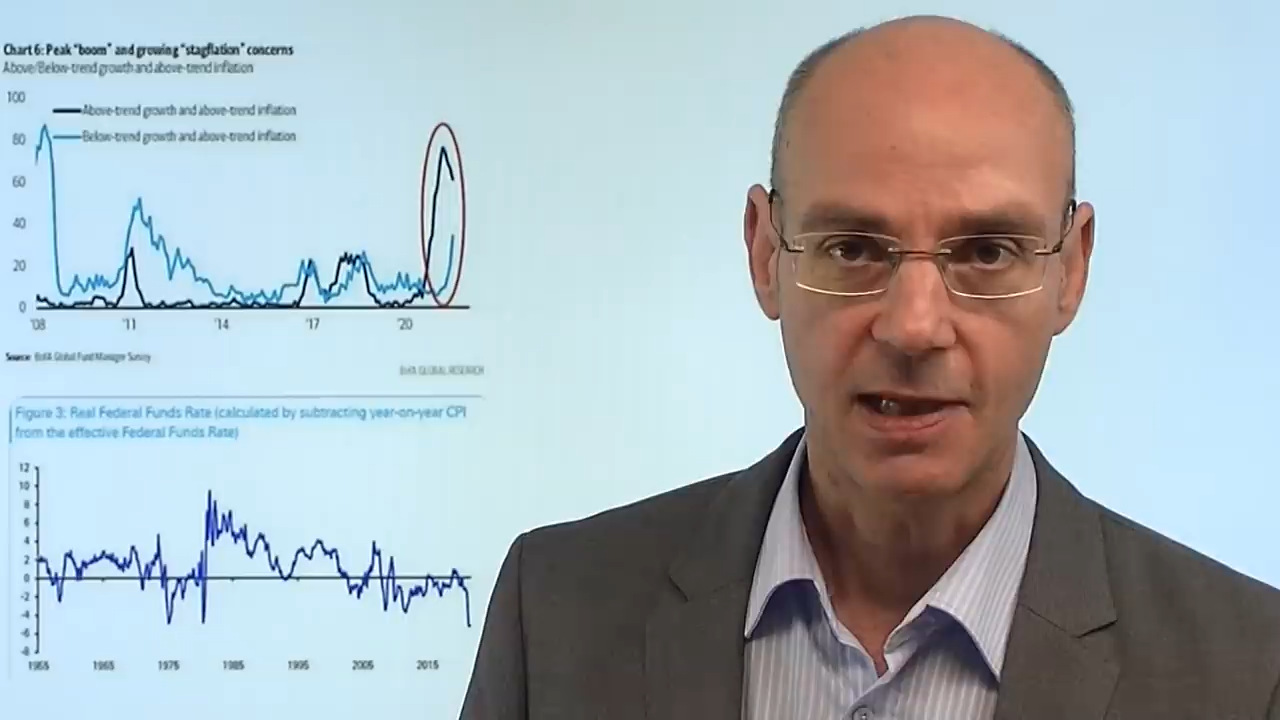 Chart 6: Peak "boom" and growing "stagflation" concerns
Above/Below-trend growth and above-trend inflation
100
Above-trend growth and above-trend inflation
80
Below-trend growth and above-trend inflation
60
40
20
0
'08 '11 '14 '17 '20
Source: BofA Global Fund Manager Survey
BofA GLOBAL RESEARCH
Figure 3: Real Federal Funds Rate (calculated by subtracting year-on-year CPI
from the effective Federal Funds Rate)
12
10
8
6
4
2
0
-2
-4
-6
-8
1955 1965 1975 1985 1995 2005 2015